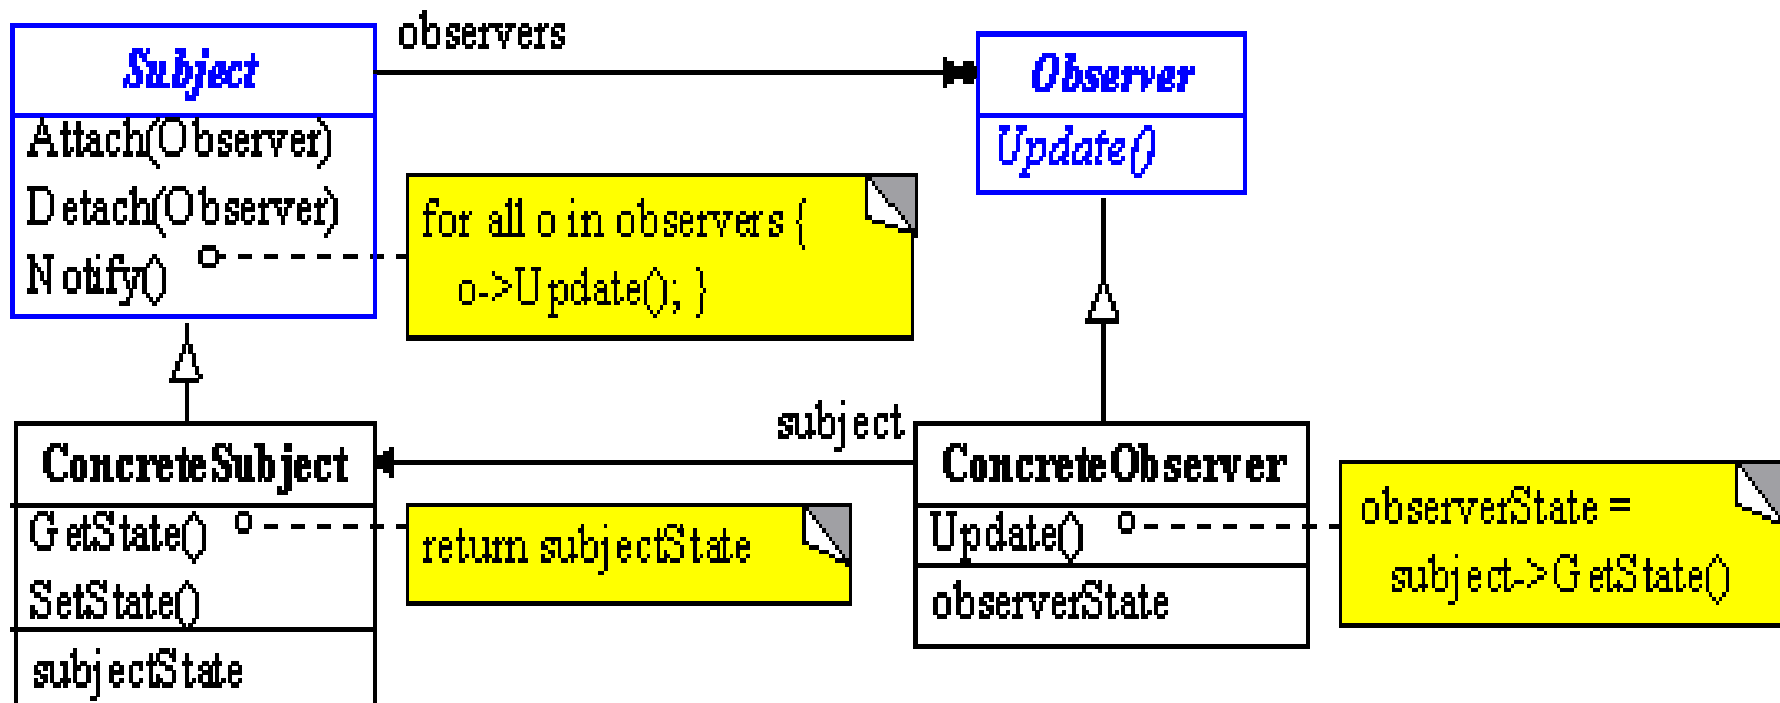 observers
Subject
Attach(Observer)
Detach(Observer)
Notify()
for all o in observers {
o->Update(); }
Observer
Update()
subject
ConcreteSubject
GetState()
SetState()
subjectState
return subjectState
ConcreteObserver
Update()
observerState
observerState =
subject->GetState()